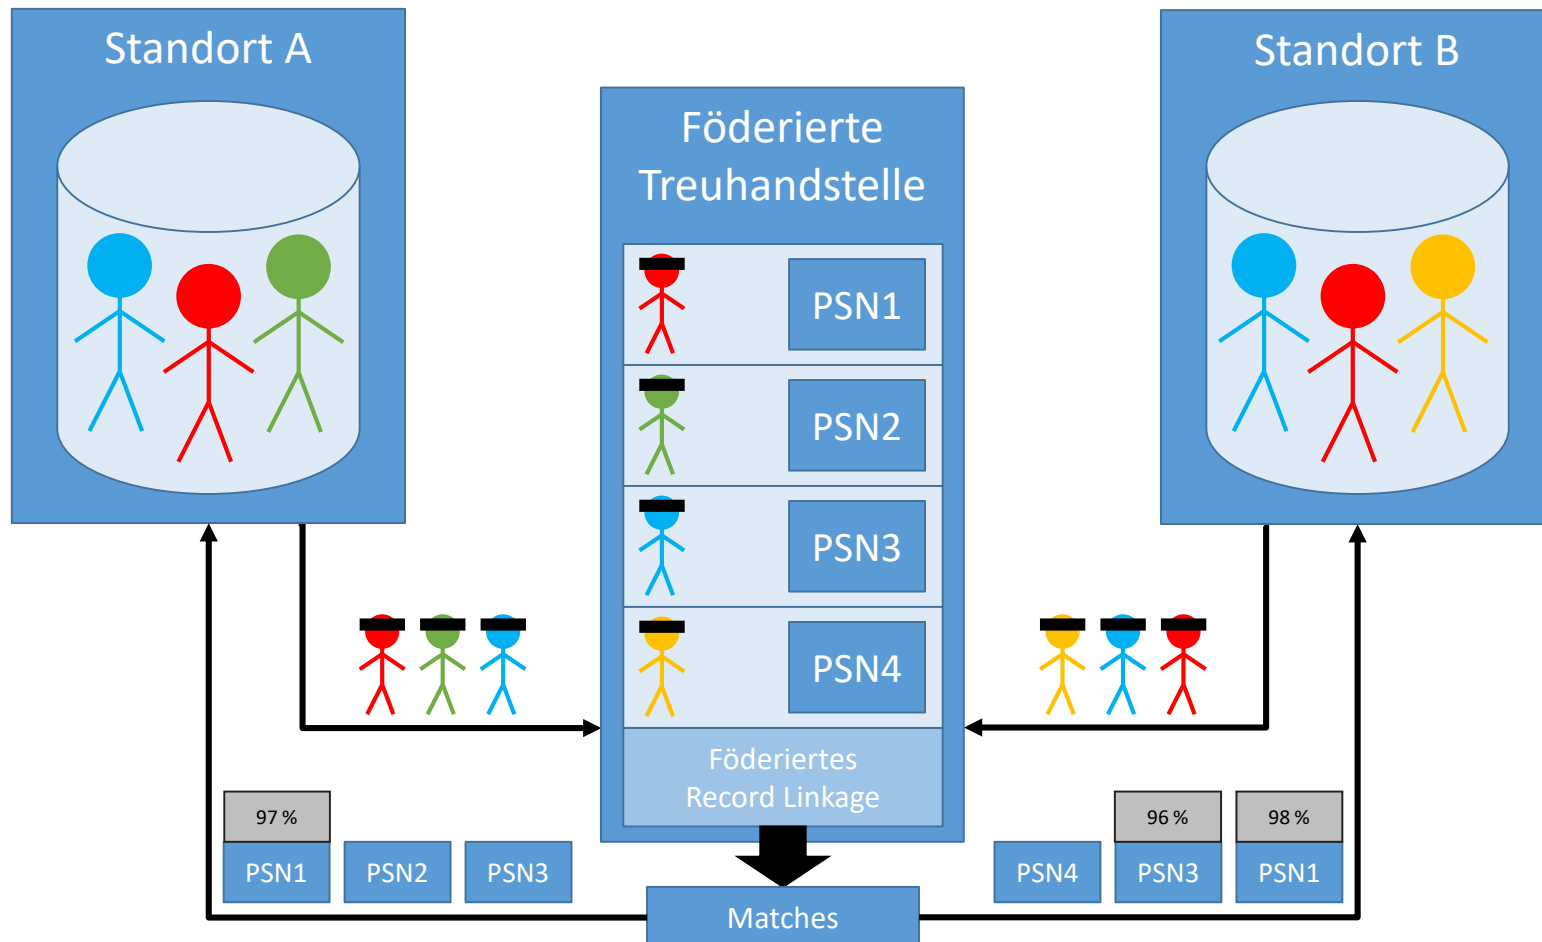 Standort A
Standort B
Föderierte
Treuhandstelle
PSN1
PSN2
PSN3
PSN4
Föderiertes
Record Linkage
97 %
PSN1
PSN2
PSN3
96 %
98 %
PSN4
PSN3
PSN1
Matches